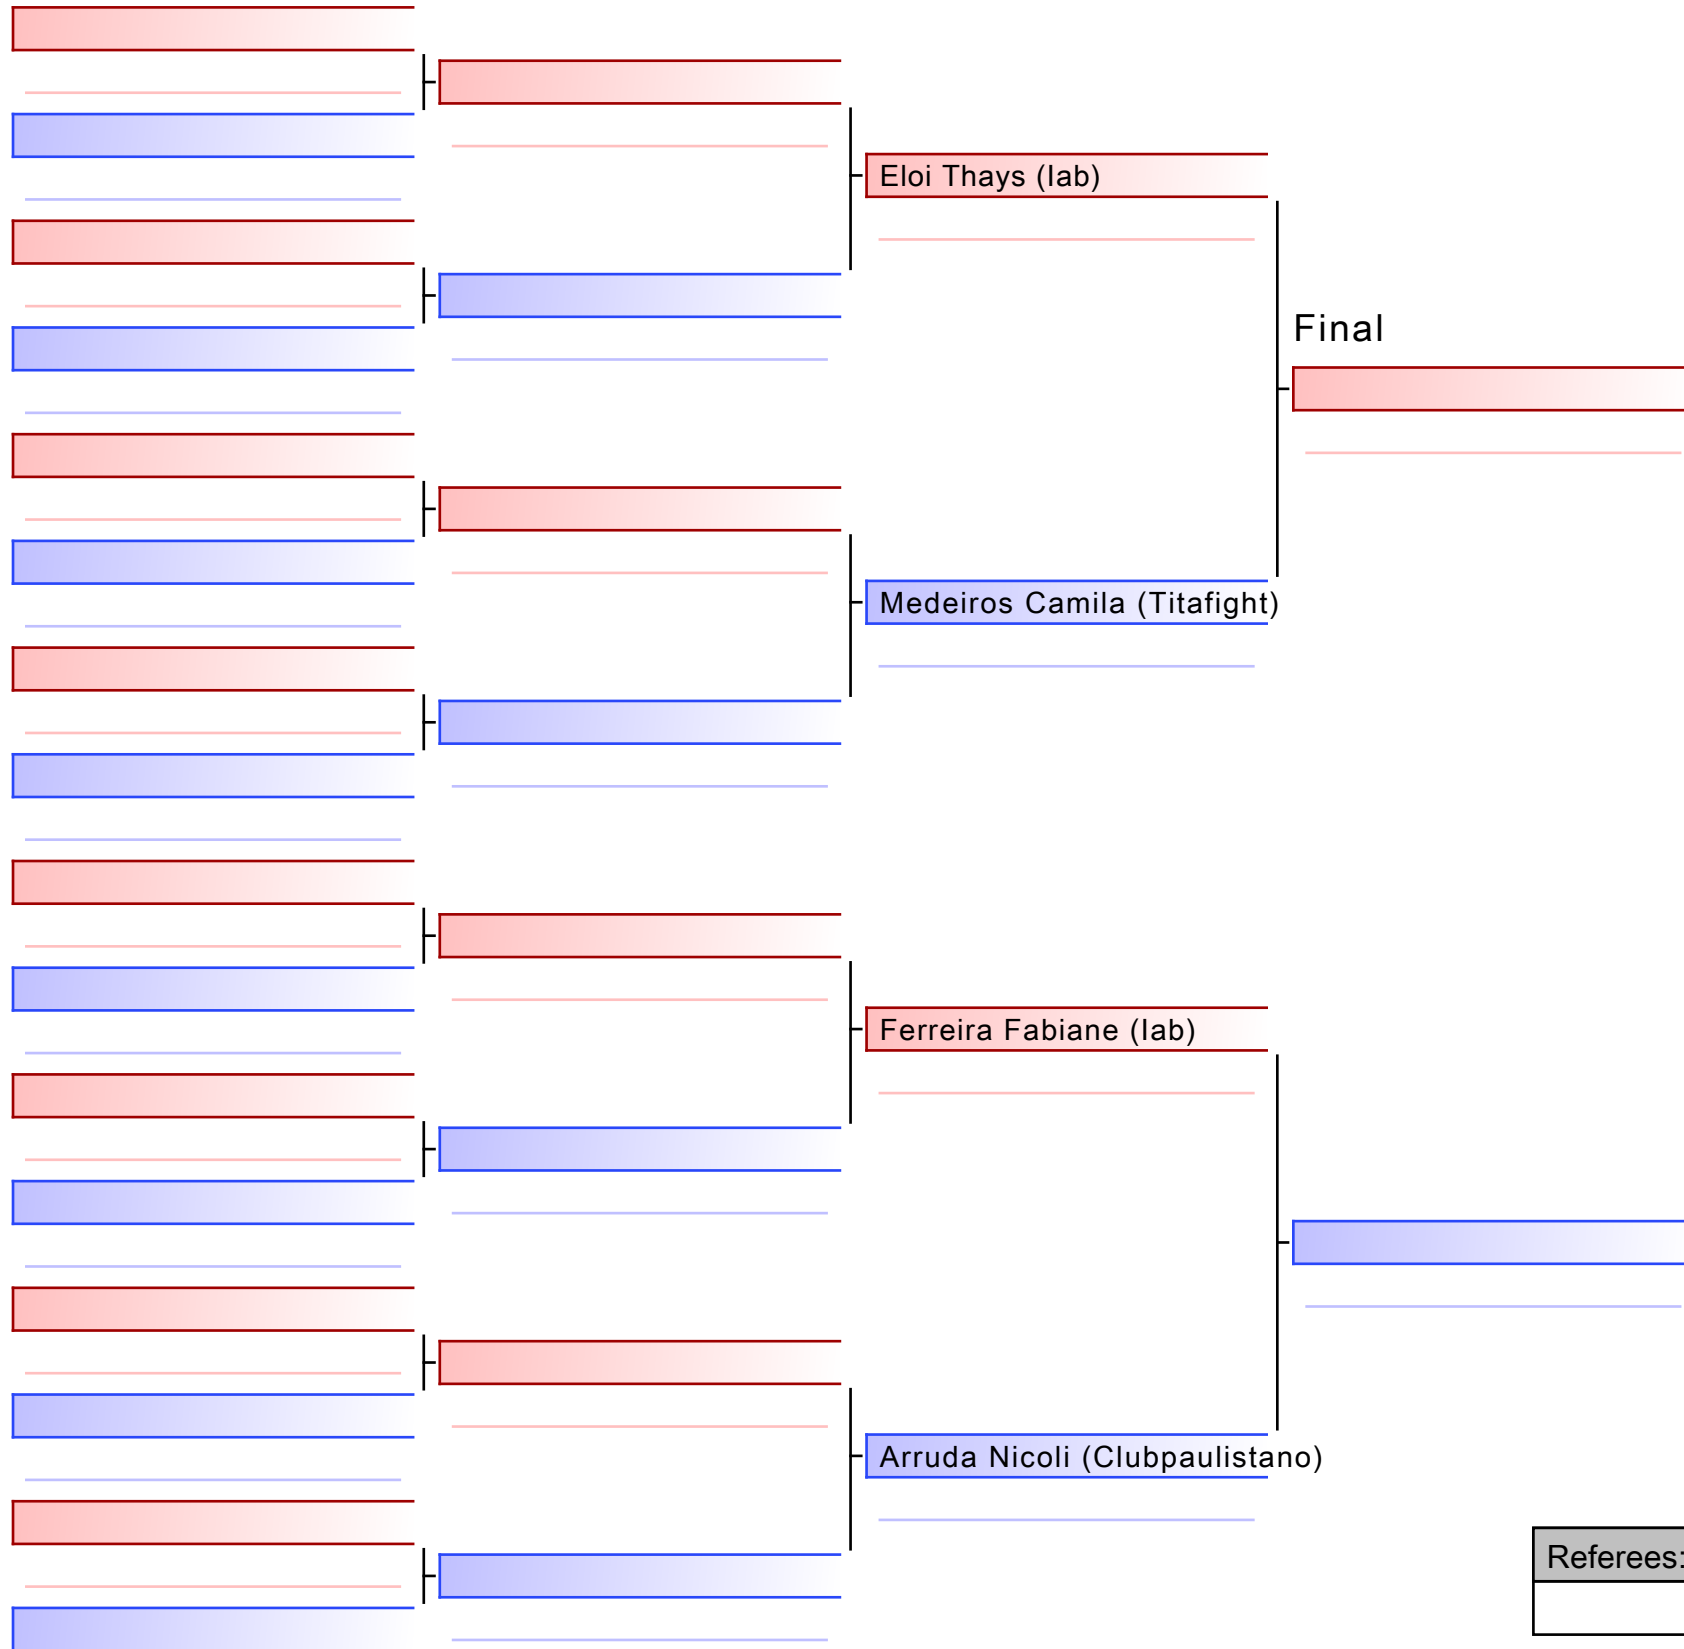 Eloi Thays (lab)
Final
Medeiros Camila (Titafight)
Ferreira Fabiane (lab)
Arruda Nicoli (Clubpaulistano)
Referees: